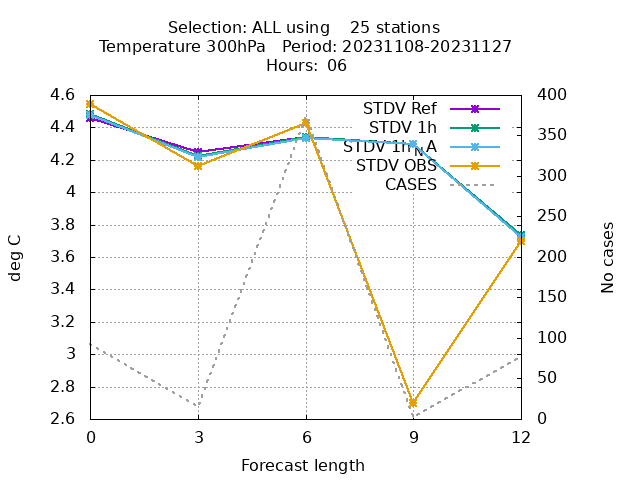 Selection: ALL using    25 stations
Temperature 300hPa   Period: 20231108-20231127
Hours:  06
4.6
4.4
4.2
4
3.8
3.6
3.4
3.2
3
2.8
2.6
deg C
400
350
300
250
200
150
100
50
0
No cases
STDV Ref
STDV 1h
STDV OBS
CASES
0
3
6
9
12
Forecast length